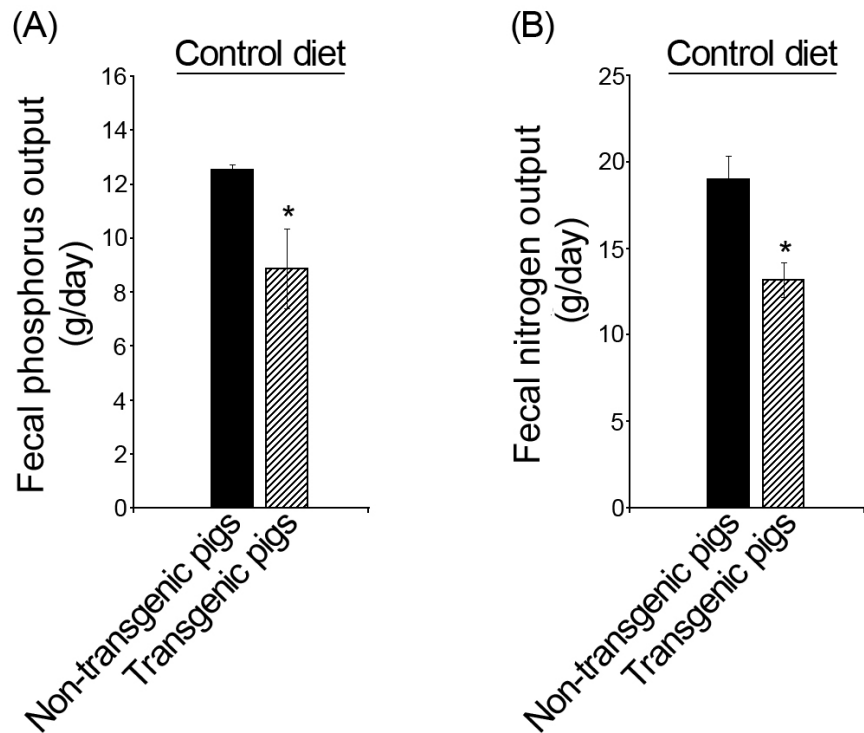 (A)
Control diet
Fecal phosphorus output
(g/day)
16
14
12
10
8
6
4
2
0
*
Non-transgenic pigs
Transgenic pigs
(B)
Control diet
Fecal nitrogen output
(g/day)
25
20
15
10
5
0
*
Non-transgenic pigs
Transgenic pigs